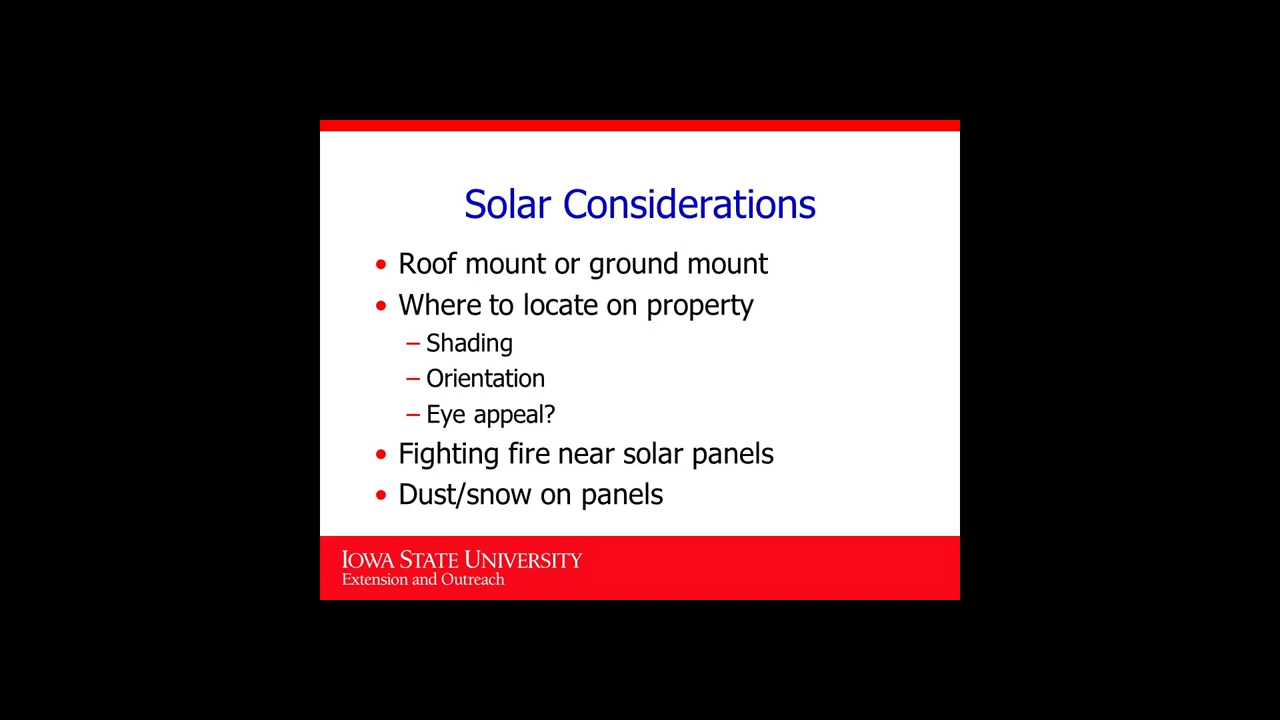 Solar Considerations
• Roof mount or ground mount
• Where to locate on property
– Shading
– Orientation
– Eye appeal?
• Fighting fire near solar panels
• Dust/snow on panels
IOWA STATE UNIVERSITY
Extension and Outreach